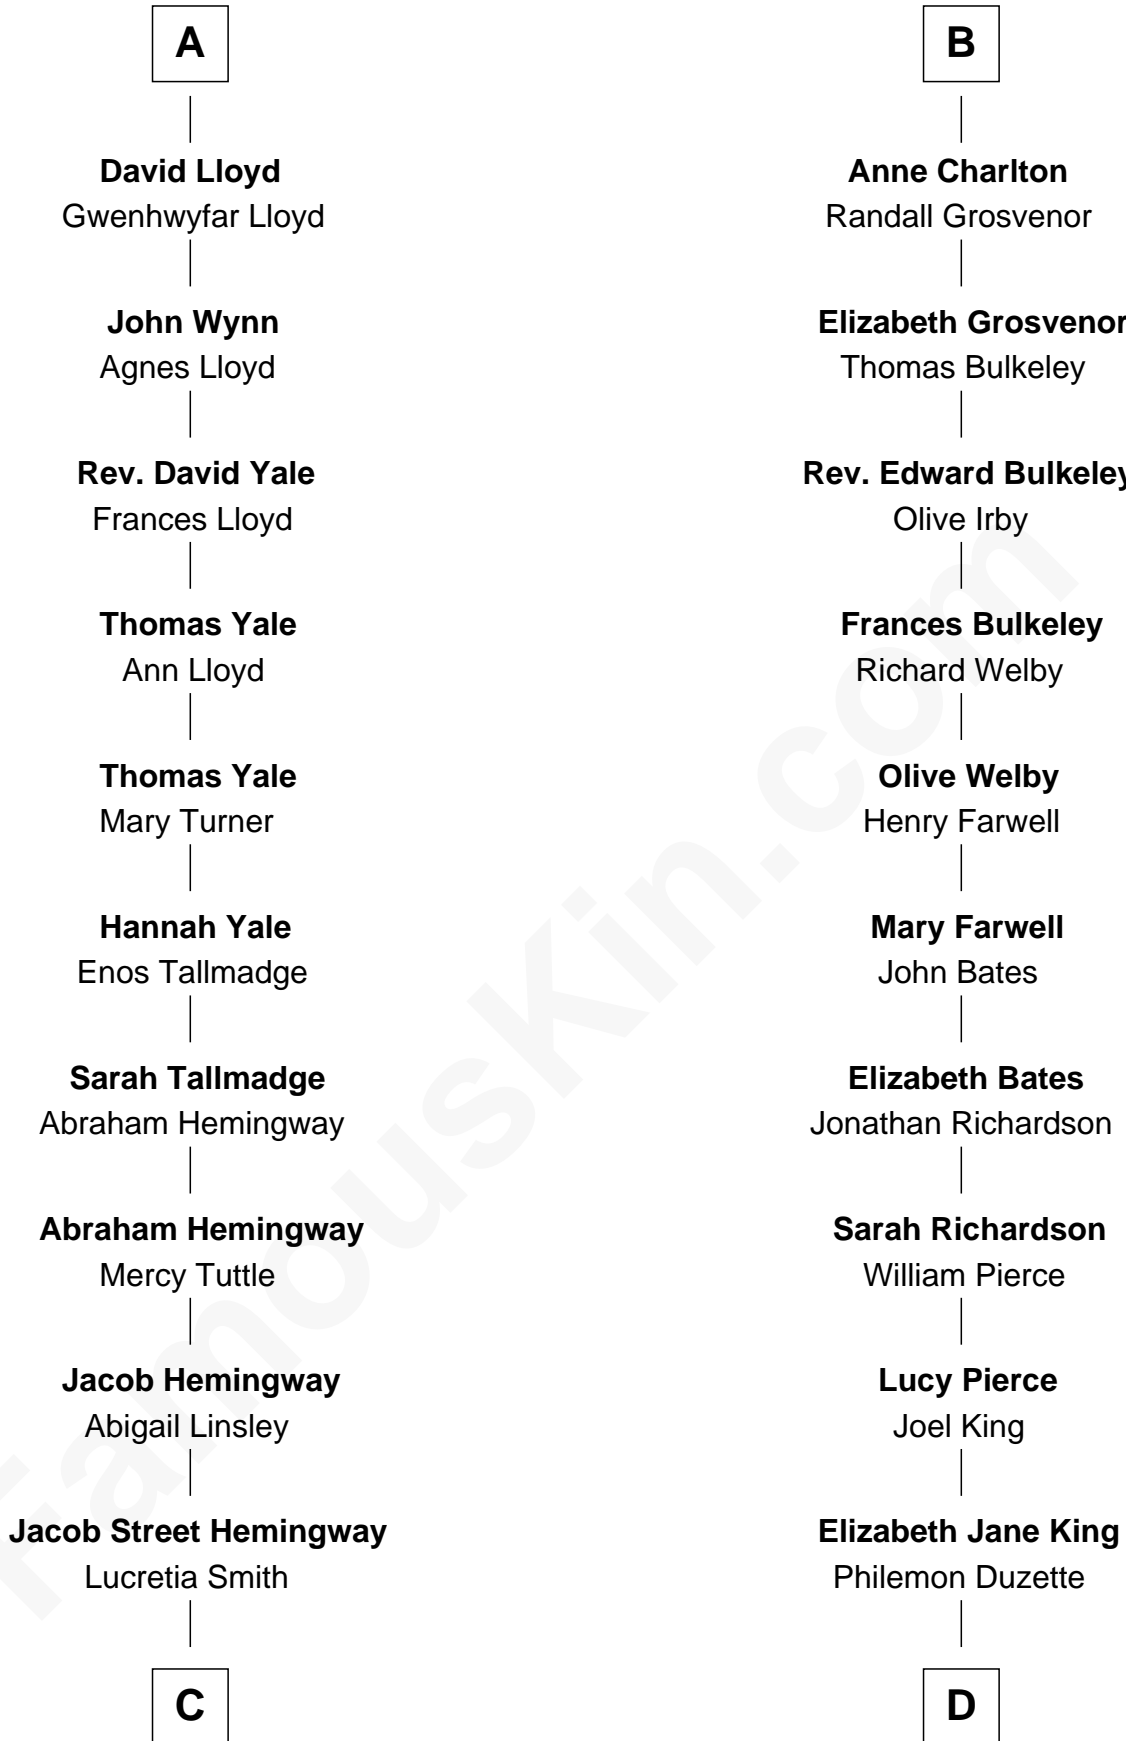 A
David Lloyd
Gwenhwyfar Lloyd
John Wynn
Agnes Lloyd
Rev. David Yale
Frances Lloyd
Thomas Yale
Ann Lloyd
Thomas Yale
Mary Turner
Hannah Yale
Enos Tallmadge
Sarah Tallmadge
Abraham Hemingway
Abraham Hemingway
Mercy Tuttle
Jacob Hemingway
Abigail Linsley
Jacob Street Hemingway
Lucretia Smith
C
B
Anne Charlton
Randall Grosvenor
Elizabeth Grosvenor
Thomas Bulkeley
Rev. Edward Bulkeley
Olive Irby
Frances Bulkeley
Richard Welby
Olive Welby
Henry Farwell
Mary Farwell
John Bates
Elizabeth Bates
Jonathan Richardson
Sarah Richardson
William Pierce
Lucy Pierce
Joel King
Elizabeth Jane King
Philemon Duzette
D
FamousKin.com